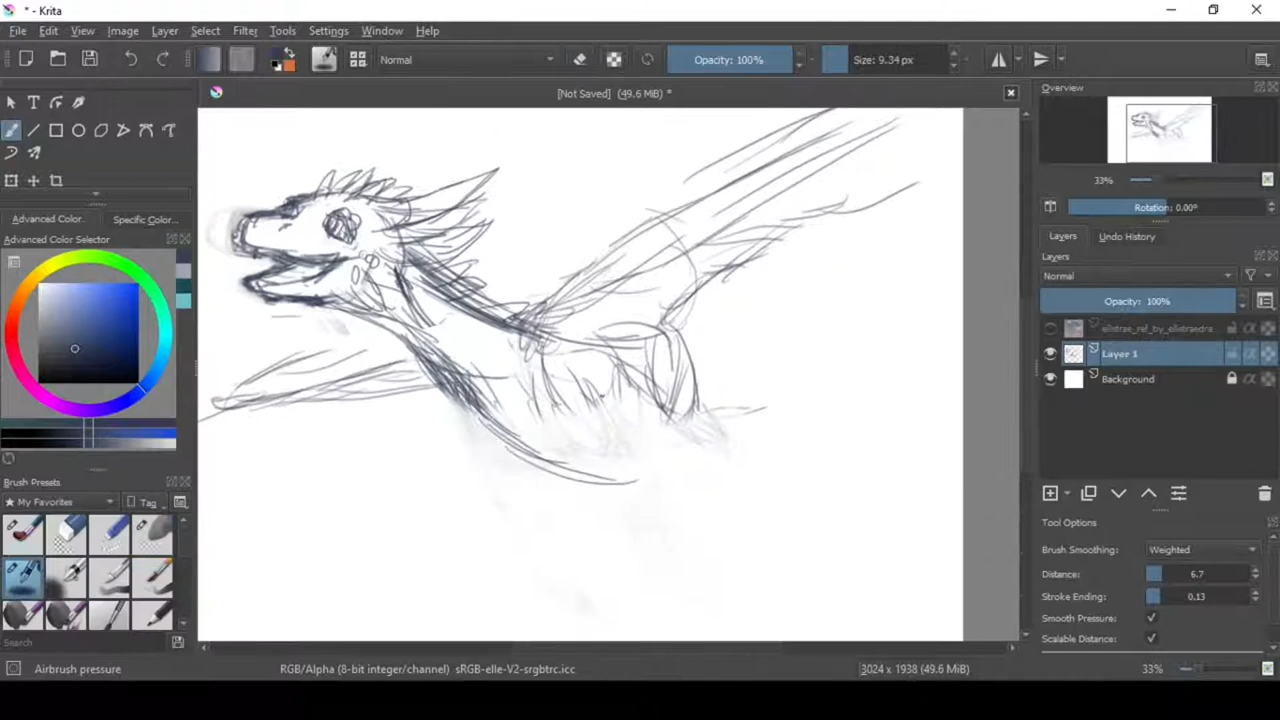 * - Krita
File Edit View Image Layer Select Filter Tools Settings Window Help
Normal Opacity: 100% Size: 9.34 px
[Not Saved] (49.6 MiB) *
Overview
33%
Rotation: 0.00°
Advanced Color... Specific Color...
Advanced Color Selector
Layers Undo History
Layers
Normal
Opacity: 100%
elistrae_ref_by_ellistraedra...
Layer 1
Background
Brush Presets
My Favorites Tag
Search
Tool Options
Brush Smoothing: Weighted
Distance: 6.7
Stroke Ending: 0.13
Smooth Pressure:
Scalable Distance:
Airbrush pressure RGB/Alpha (8-bit integer/channel) sRGB-elle-V2-srgbtrc.icc 3024 x 1938 (49.6 MiB) 33%